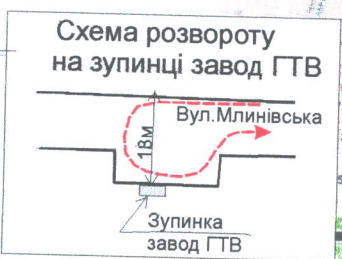 Схема розвороту
на зупинці завод ГТВ
Вул.Млинівська
18м
Зупинка
завод ГТВ